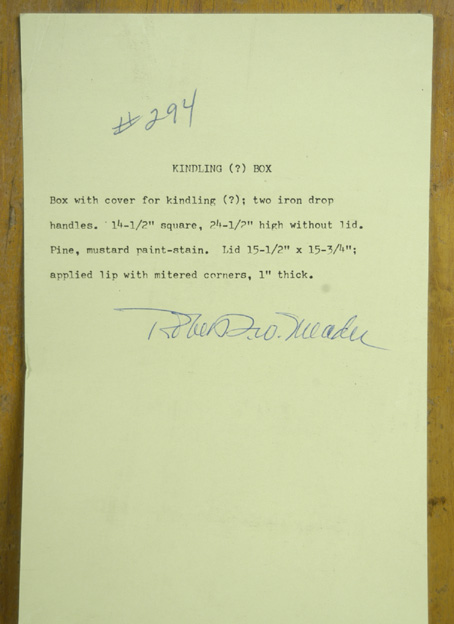 #294
KINDLING (?) BOX
Box with cover for kindling (?); two iron drop
handles. 14-1/2" square, 24-1/2" high without lid.
Pine, mustard paint-stain. Lid 15-1/2" x 15-3/4";
applied lip with mitered corners, 1" thick.
Robert F.W. Meader